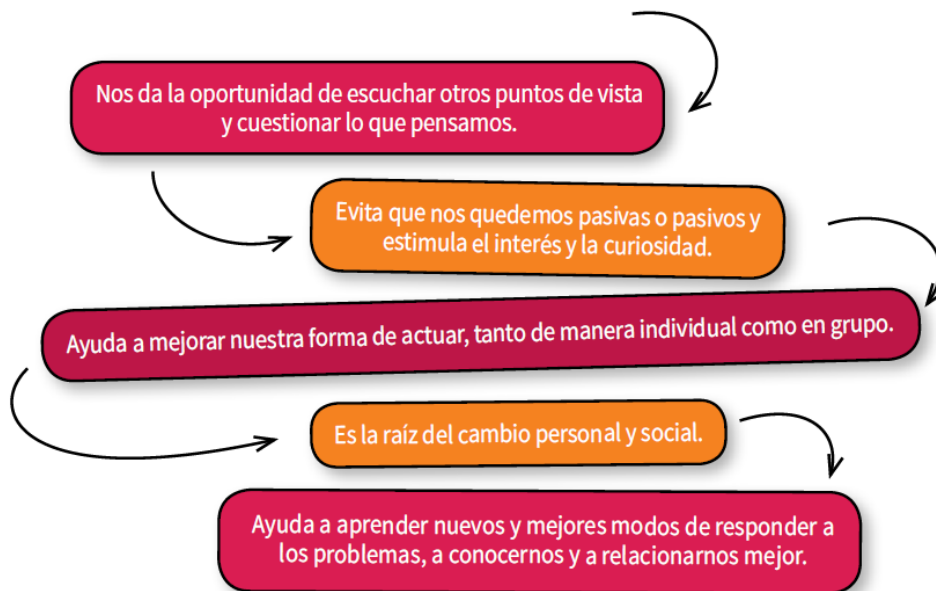 Nos da la oportunidad de escuchar otros puntos de vista
y cuestionar lo que pensamos.
Evita que nos quedemos pasivas o pasivos y
estimula el interés y la curiosidad.
Ayuda a mejorar nuestra forma de actuar, tanto de manera individual como en grupo.
Es la raíz del cambio personal y social.
Ayuda a aprender nuevos y mejores modos de responder a
los problemas, a conocernos y a relacionarnos mejor.